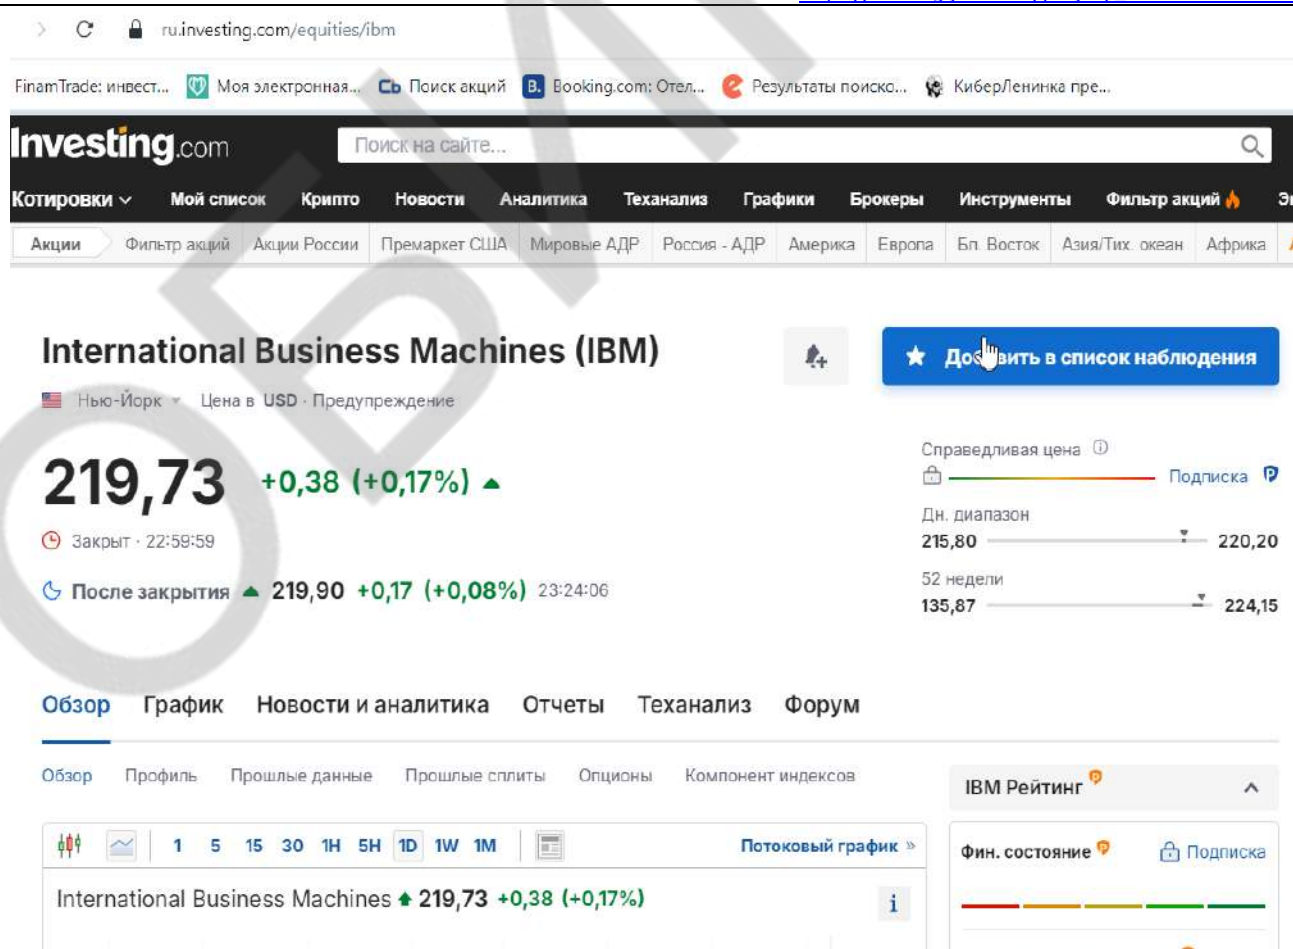 ru.investing.com/equities/ibm
FinamTrade: инвест... Моя электронная... Сь Поиск акций B. Booking.com: Отел... Результаты поиско... КиберЛенинка пре...
Investing.com Поиск на сайте...
Котировки Мой список Крипто Новости Аналитика Теханализ Графики Брокеры Инструменты Фильтр акций
Акции Фильтр акций Акции России Премаркет США Мировые АДР Россия - АДР Америка Европа Бл. Восток Азия/Тих. океан Африка
International Business Machines (IBM)
Добавить в список наблюдения
Нью-Йорк Цена в USD · Предупреждение
219,73 +0,38 (+0,17%)
Справедливая цена
Подписка
Закрыт · 22:59:59
Дн. диапазон
215,80 220,20
После закрытия 219,90 +0,17 (+0,08%) 23:24:06
52 недели
135,87 224,15
Обзор График Новости и аналитика Отчеты Теханализ Форум
Обзор Профиль Прошлые данные Прошлые сплиты Опционы Компонент индексов
IBM Рейтинг
1 5 15 30 1H 5H 1D 1W 1M Потоковый график »
Фин. состояние Подписка
International Business Machines 219,73 +0,38 (+0,17%) i